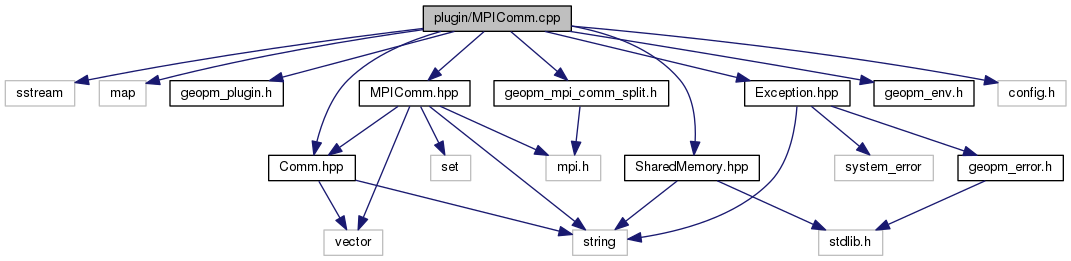 plugin/MPIComm.cpp
sstream
map
geopm_plugin.h
MPIComm.hpp
geopm_mpi_comm_split.h
Exception.hpp
geopm_env.h
config.h
Comm.hpp
set
mpi.h
SharedMemory.hpp
system_error
geopm_error.h
vector
string
stdlib.h